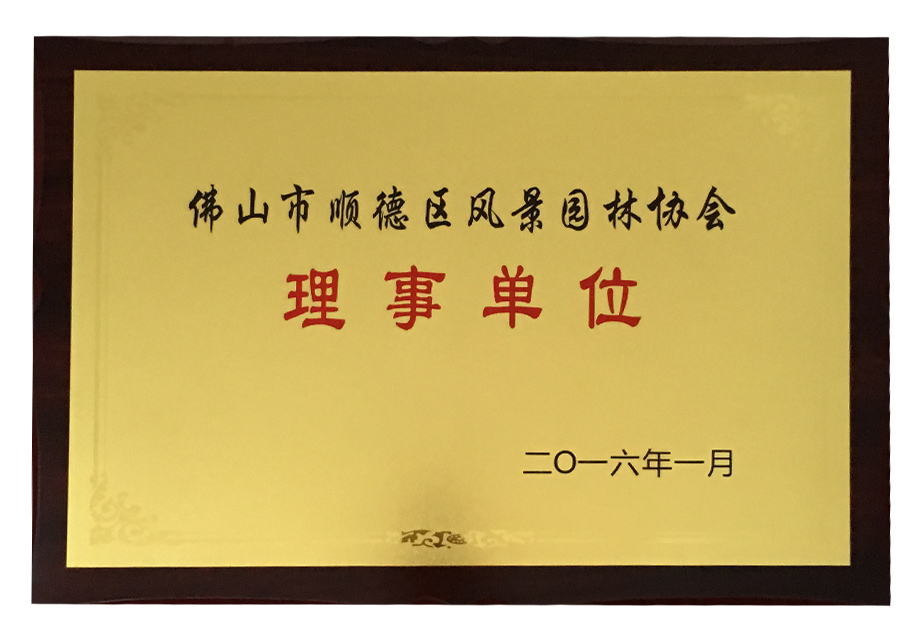 佛山市顺德区风景园林协会
理事单位
二〇一六年一月